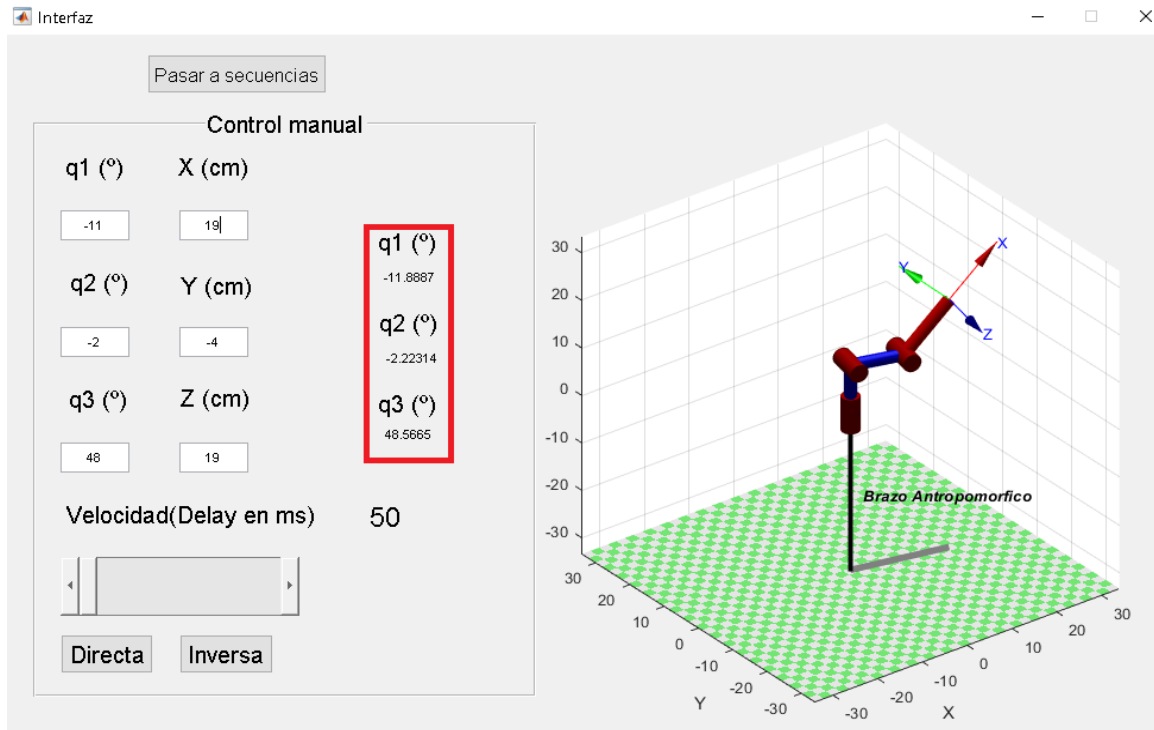 Interfaz
Pasar a secuencias
Control manual
q1 (º) X (cm)
-11 19
q2 (º) Y (cm)
-2 -4
q3 (º) Z (cm)
48 19
q1 (º)
-11.8887
q2 (º)
-2.22314
q3 (º)
48.5665
Velocidad(Delay en ms) 50
Directa Inversa
30
20
10
0
-10
-20
-30
X
Y
Z
Brazo Antropomorfico
30
20
10
0
-10
-20
-30
Y
-30
-20
-10
0
10
20
30
X